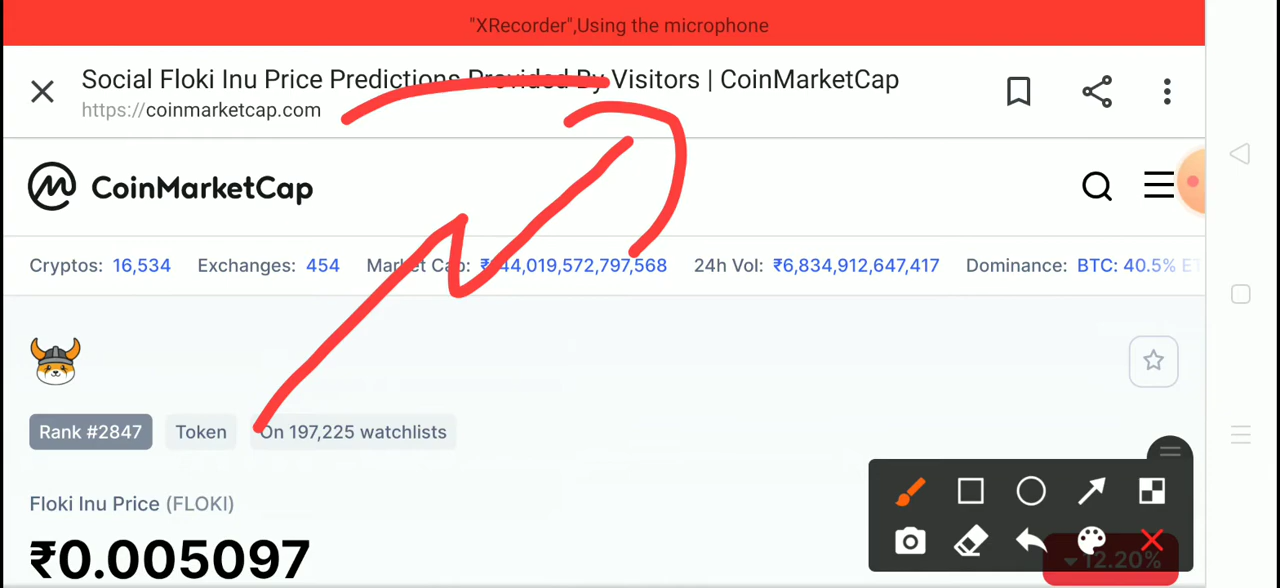 "XRecorder",Using the microphone
Social Floki Inu Price Predictions Provided By Visitors | CoinMarketCap
https://coinmarketcap.com
CoinMarketCap
Cryptos: 16,534 Exchanges: 454 Market Cap: 44,019,572,797,568 24h Vol: ₹6,834,912,647,417 Dominance: BTC: 40.5% ET
Rank #2847 Token On 197,225 watchlists
Floki Inu Price (FLOKI)
₹0.005097
12.20%